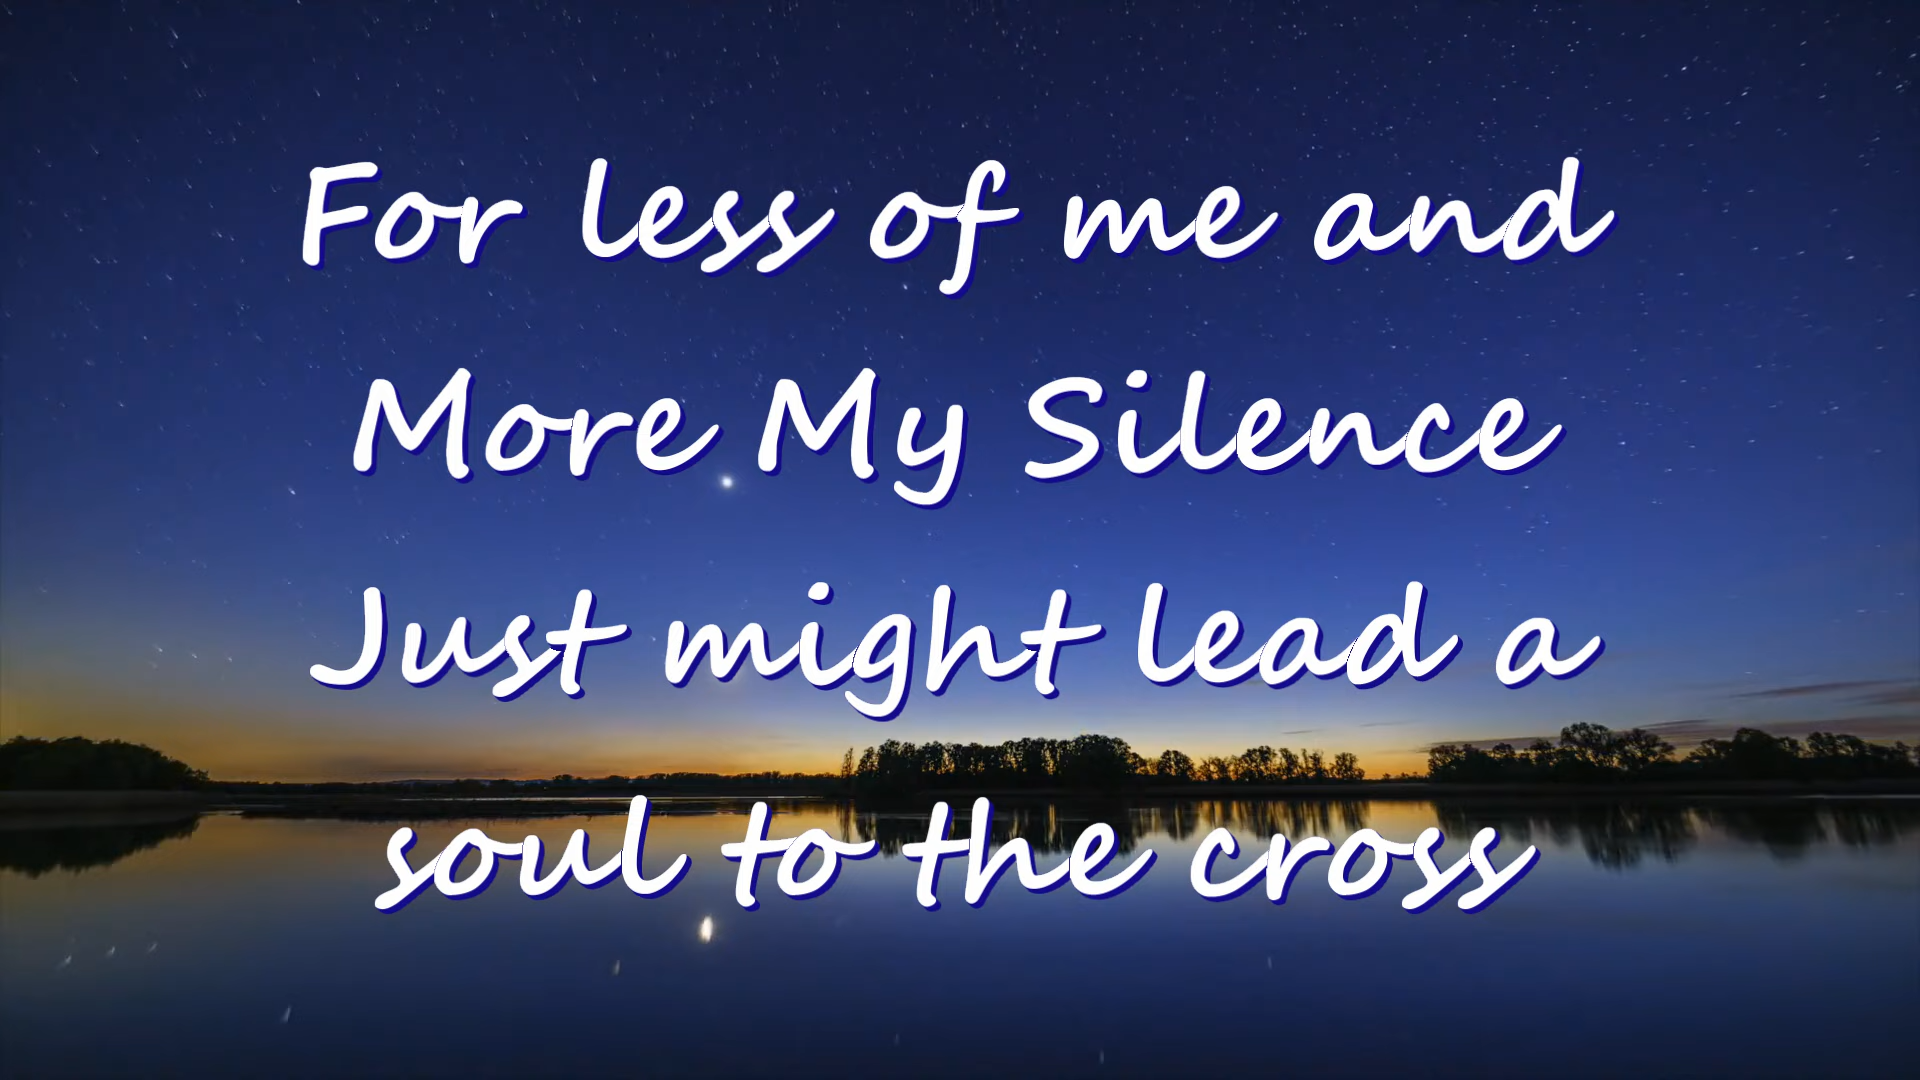 For less of me and
More My Silence
Just might lead a
soul to the cross